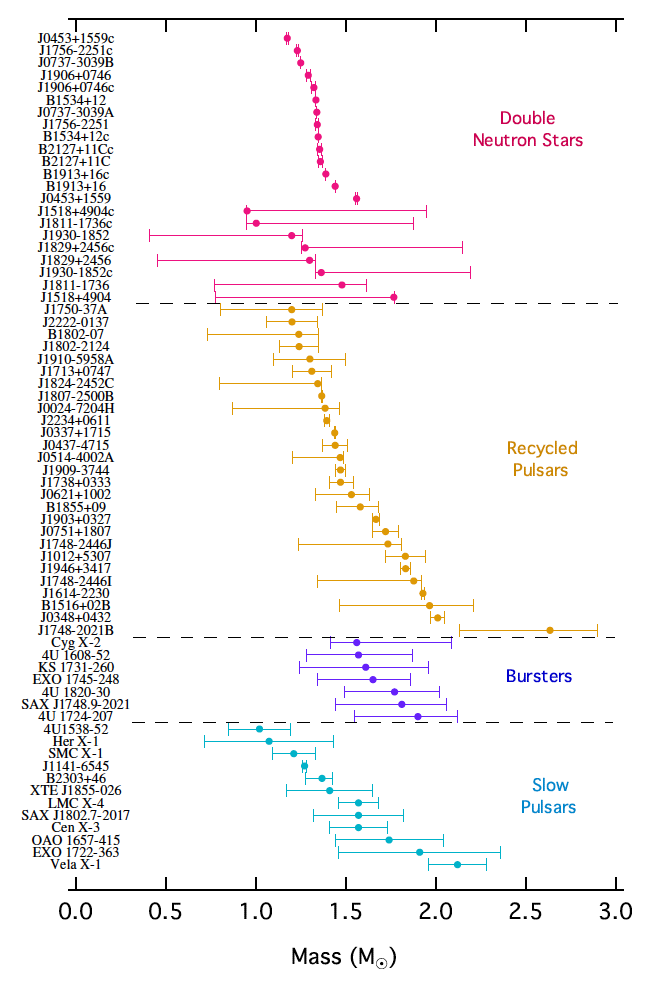 J0453+1559c
J1756-2251c
J0737-3039B
J1906+0746
J1906+0746c
B1534+12
J0737-3039A
J1756-2251
B1534+12c
B2127+11Cc
B2127+11C
B1913+16c
B1913+16
J0453+1559
J1518+4904c
J1811-1736c
J1930-1852
J1829+2456c
J1829+2456
J1930-1852c
J1811-1736
J1518+4904
Double
Neutron Stars
J1750-37A
J2222-0137
B1802-07
J1802-2124
J1910-5958A
J1713+0747
J1824-2452C
J1807-2500B
J0024-7204H
J2234+0611
J0337+1715
J0437-4715
J0514-4002A
J1909-3744
J1738+0333
J0621+1002
B1855+09
J1903+0327
J0751+1807
J1748-2446J
J1012+5307
J1946+3417
J1748-2446I
J1614-2230
B1516+02B
J0348+0432
J1748-2021B
Recycled
Pulsars
Cyg X-2
4U 1608-52
KS 1731-260
EXO 1745-248
4U 1820-30
SAX J1748.9-2021
4U 1724-207
Bursters
4U1538-52
Her X-1
SMC X-1
J1141-6545
B2303+46
XTE J1855-026
LMC X-4
SAX J1802.7-2017
Cen X-3
OAO 1657-415
EXO 1722-363
Vela X-1
Slow
Pulsars
0.0 0.5 1.0 1.5 2.0 2.5 3.0
Mass (M☉)